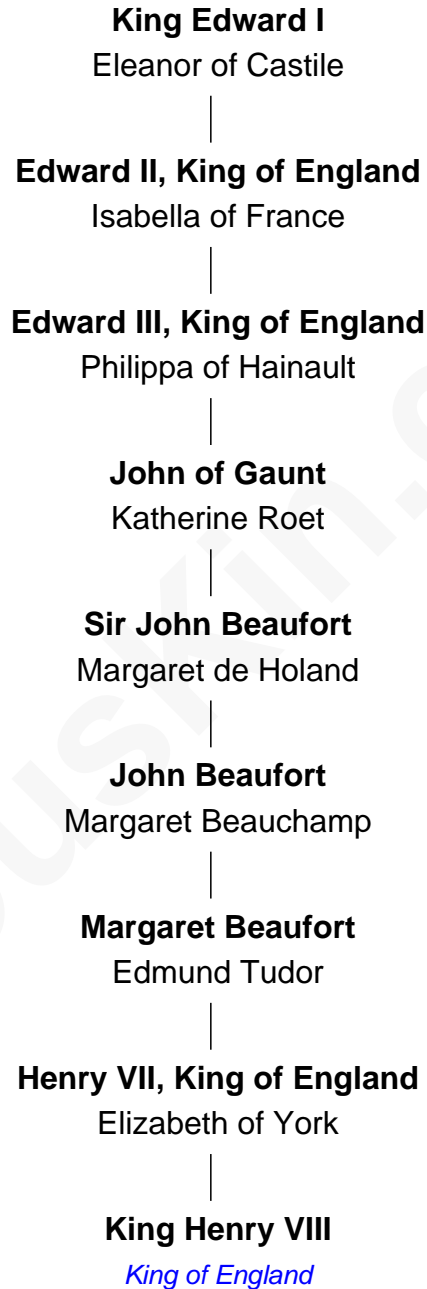 King Edward I
Eleanor of Castile
Edward II, King of England
Isabella of France
Edward III, King of England
Philippa of Hainault
John of Gaunt
Katherine Roet
Sir John Beaufort
Margaret de Holand
John Beaufort
Margaret Beauchamp
Margaret Beaufort
Edmund Tudor
Henry VII, King of England
Elizabeth of York
King Henry VIII
King of England